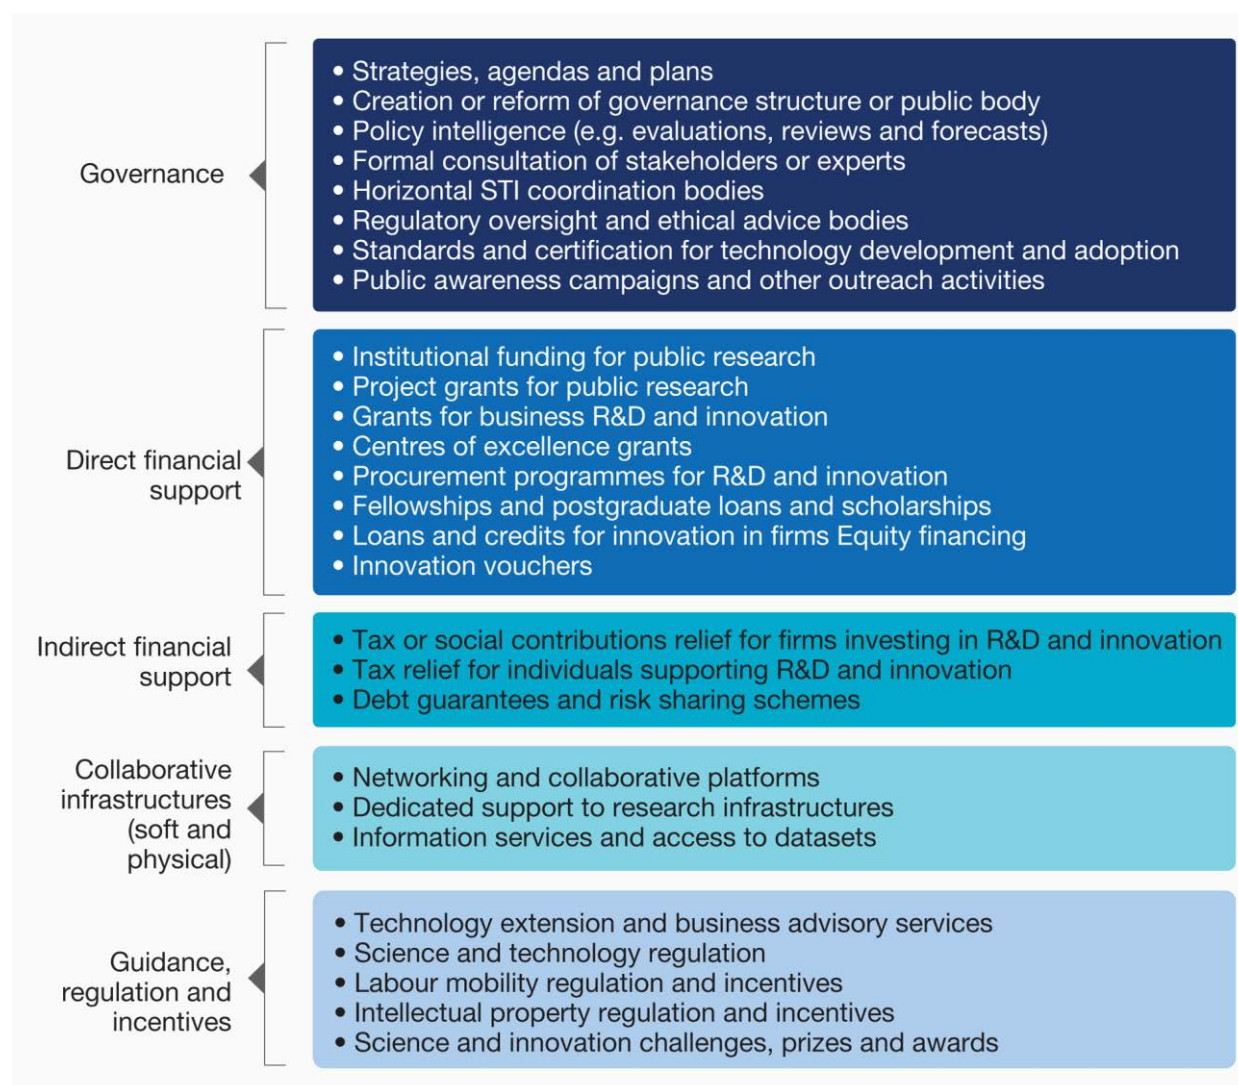 Governance
• Strategies, agendas and plans
• Creation or reform of governance structure or public body
• Policy intelligence (e.g. evaluations, reviews and forecasts)
• Formal consultation of stakeholders or experts
• Horizontal STI coordination bodies
• Regulatory oversight and ethical advice bodies
• Standards and certification for technology development and adoption
• Public awareness campaigns and other outreach activities
Direct financial
support
• Institutional funding for public research
• Project grants for public research
• Grants for business R&D and innovation
• Centres of excellence grants
• Procurement programmes for R&D and innovation
• Fellowships and postgraduate loans and scholarships
• Loans and credits for innovation in firms Equity financing
• Innovation vouchers
Indirect financial
support
• Tax or social contributions relief for firms investing in R&D and innovation
• Tax relief for individuals supporting R&D and innovation
• Debt guarantees and risk sharing schemes
Collaborative
infrastructures
(soft and
physical)
• Networking and collaborative platforms
• Dedicated support to research infrastructures
• Information services and access to datasets
Guidance,
regulation and
incentives
• Technology extension and business advisory services
• Science and technology regulation
• Labour mobility regulation and incentives
• Intellectual property regulation and incentives
• Science and innovation challenges, prizes and awards